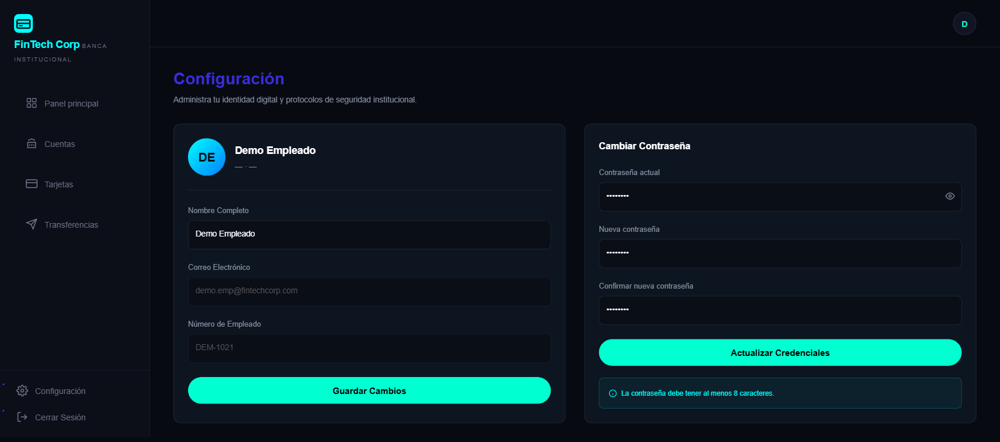 FinTech Corp BANCA
INSTITUCIONAL
Panel principal
Cuentas
Tarjetas
Transferencias
Configuración
Cerrar Sesión
D
Configuración
Administra tu identidad digital y protocolos de seguridad institucional.
DE
Demo Empleado
— · —
Nombre Completo
Demo Empleado
Correo Electrónico
demo.emp@fintechcorp.com
Número de Empleado
DEM-1021
Guardar Cambios
Cambiar Contraseña
Contraseña actual
••••••••
Nueva contraseña
••••••••
Confirmar nueva contraseña
••••••••
Actualizar Credenciales
La contraseña debe tener al menos 8 caracteres.